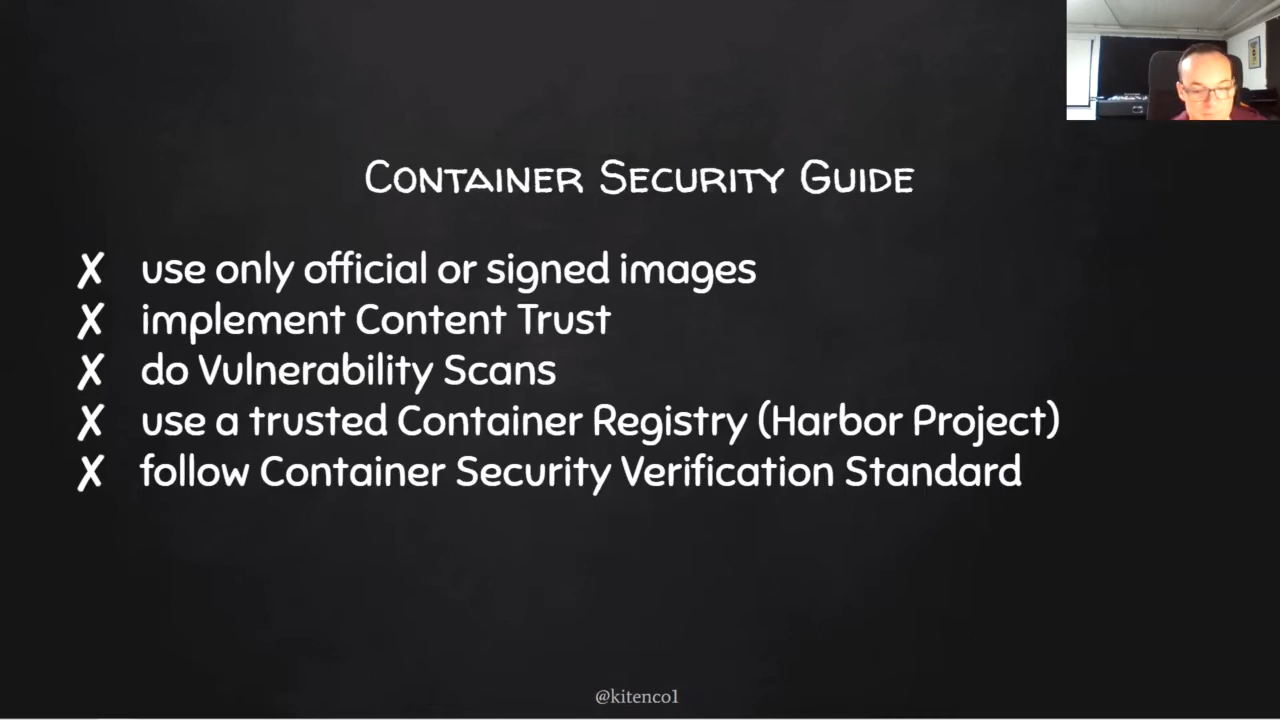 Container Security Guide
✗ use only official or signed images
✗ implement Content Trust
✗ do Vulnerability Scans
✗ use a trusted Container Registry (Harbor Project)
✗ follow Container Security Verification Standard
@kitenco1